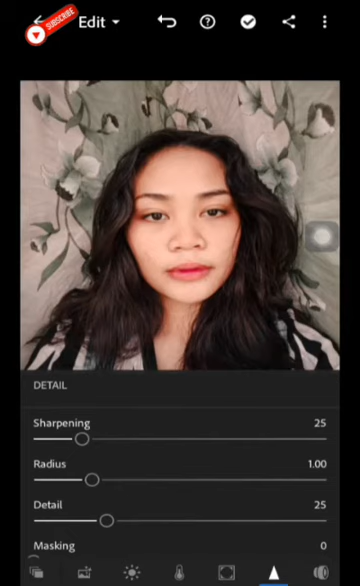 SUBSCRIBE
Edit
DETAIL
Sharpening 25
Radius 1.00
Detail 25
Masking 0